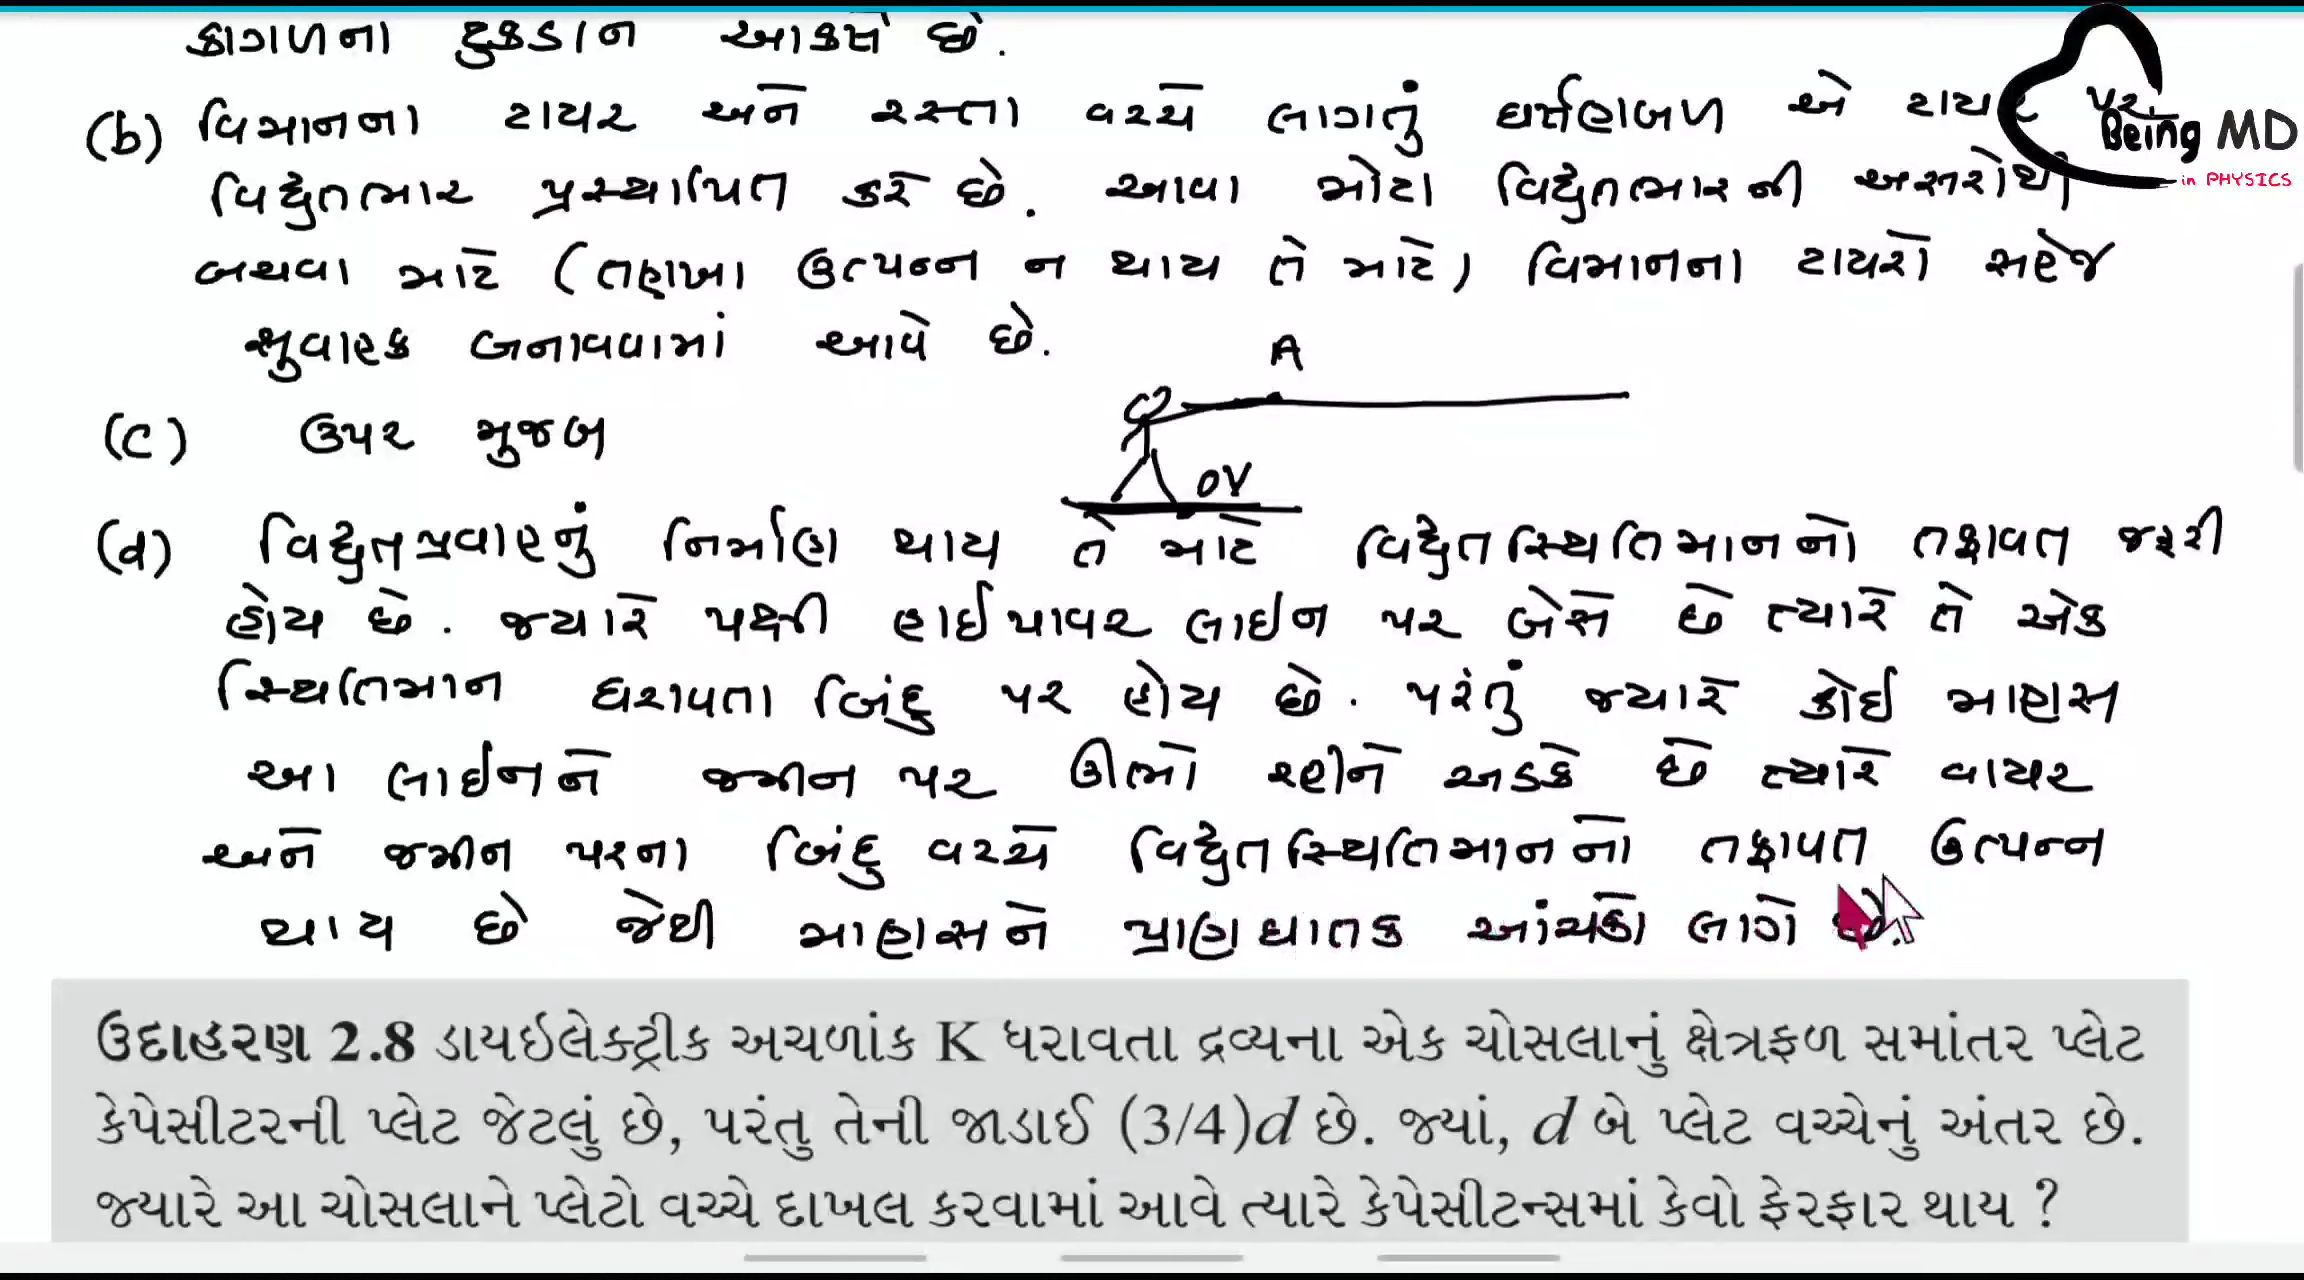 કાગળના ટુકડાને આકર્ષે છે.
(b) વિમાનના ટાયર અને રસ્તા વચ્ચે લાગતું ઘર્ષણબળ એ ટાયર પર
Being MD
in PHYSICS
વિદ્યુતભાર પ્રસ્થાપિત કરે છે. આવા મોટા વિદ્યુતભારની અસરોથી
બચવા માટે (તણખા ઉત્પન્ન ન થાય તે માટે) વિમાનના ટાયરો સહેજ
સુવાહક બનાવવામાં આવે છે.
A
(c) ઉપર મુજબ
0V
(d) વિદ્યુતપ્રવાહનું નિર્માણ થાય તે માટે વિદ્યુતસ્થિતિમાનનો તફાવત જરૂરી
હોય છે. જ્યારે પક્ષી હાઈપાવર લાઇન પર બેસે છે ત્યારે તે એક
સ્થિતિમાન ધરાવતા બિંદુ પર હોય છે. પરંતુ જ્યારે કોઈ માણસ
આ લાઇનને જમીન પર ઊભો રહીને અડકે છે ત્યારે વાયર
અને જમીન પરના બિંદુ વચ્ચે વિદ્યુતસ્થિતિમાનનો તફાવત ઉત્પન્ન
થાય છે જેથી માણસને પ્રાણઘાતક આંચકો લાગે છે.
ઉદાહરણ 2.8 ડાયઇલેક્ટ્રીક અચળાંક K ધરાવતા દ્રવ્યના એક ચોસલાનું ક્ષેત્રફળ સમાંતર પ્લેટ
કેપેસીટરની પ્લેટ જેટલું છે, પરંતુ તેની જાડાઈ (3/4)d છે. જ્યાં, d બે પ્લેટ વચ્ચેનું અંતર છે.
જ્યારે આ ચોસલાને પ્લેટો વચ્ચે દાખલ કરવામાં આવે ત્યારે કેપેસીટન્સમાં કેવો ફેરફાર થાય ?